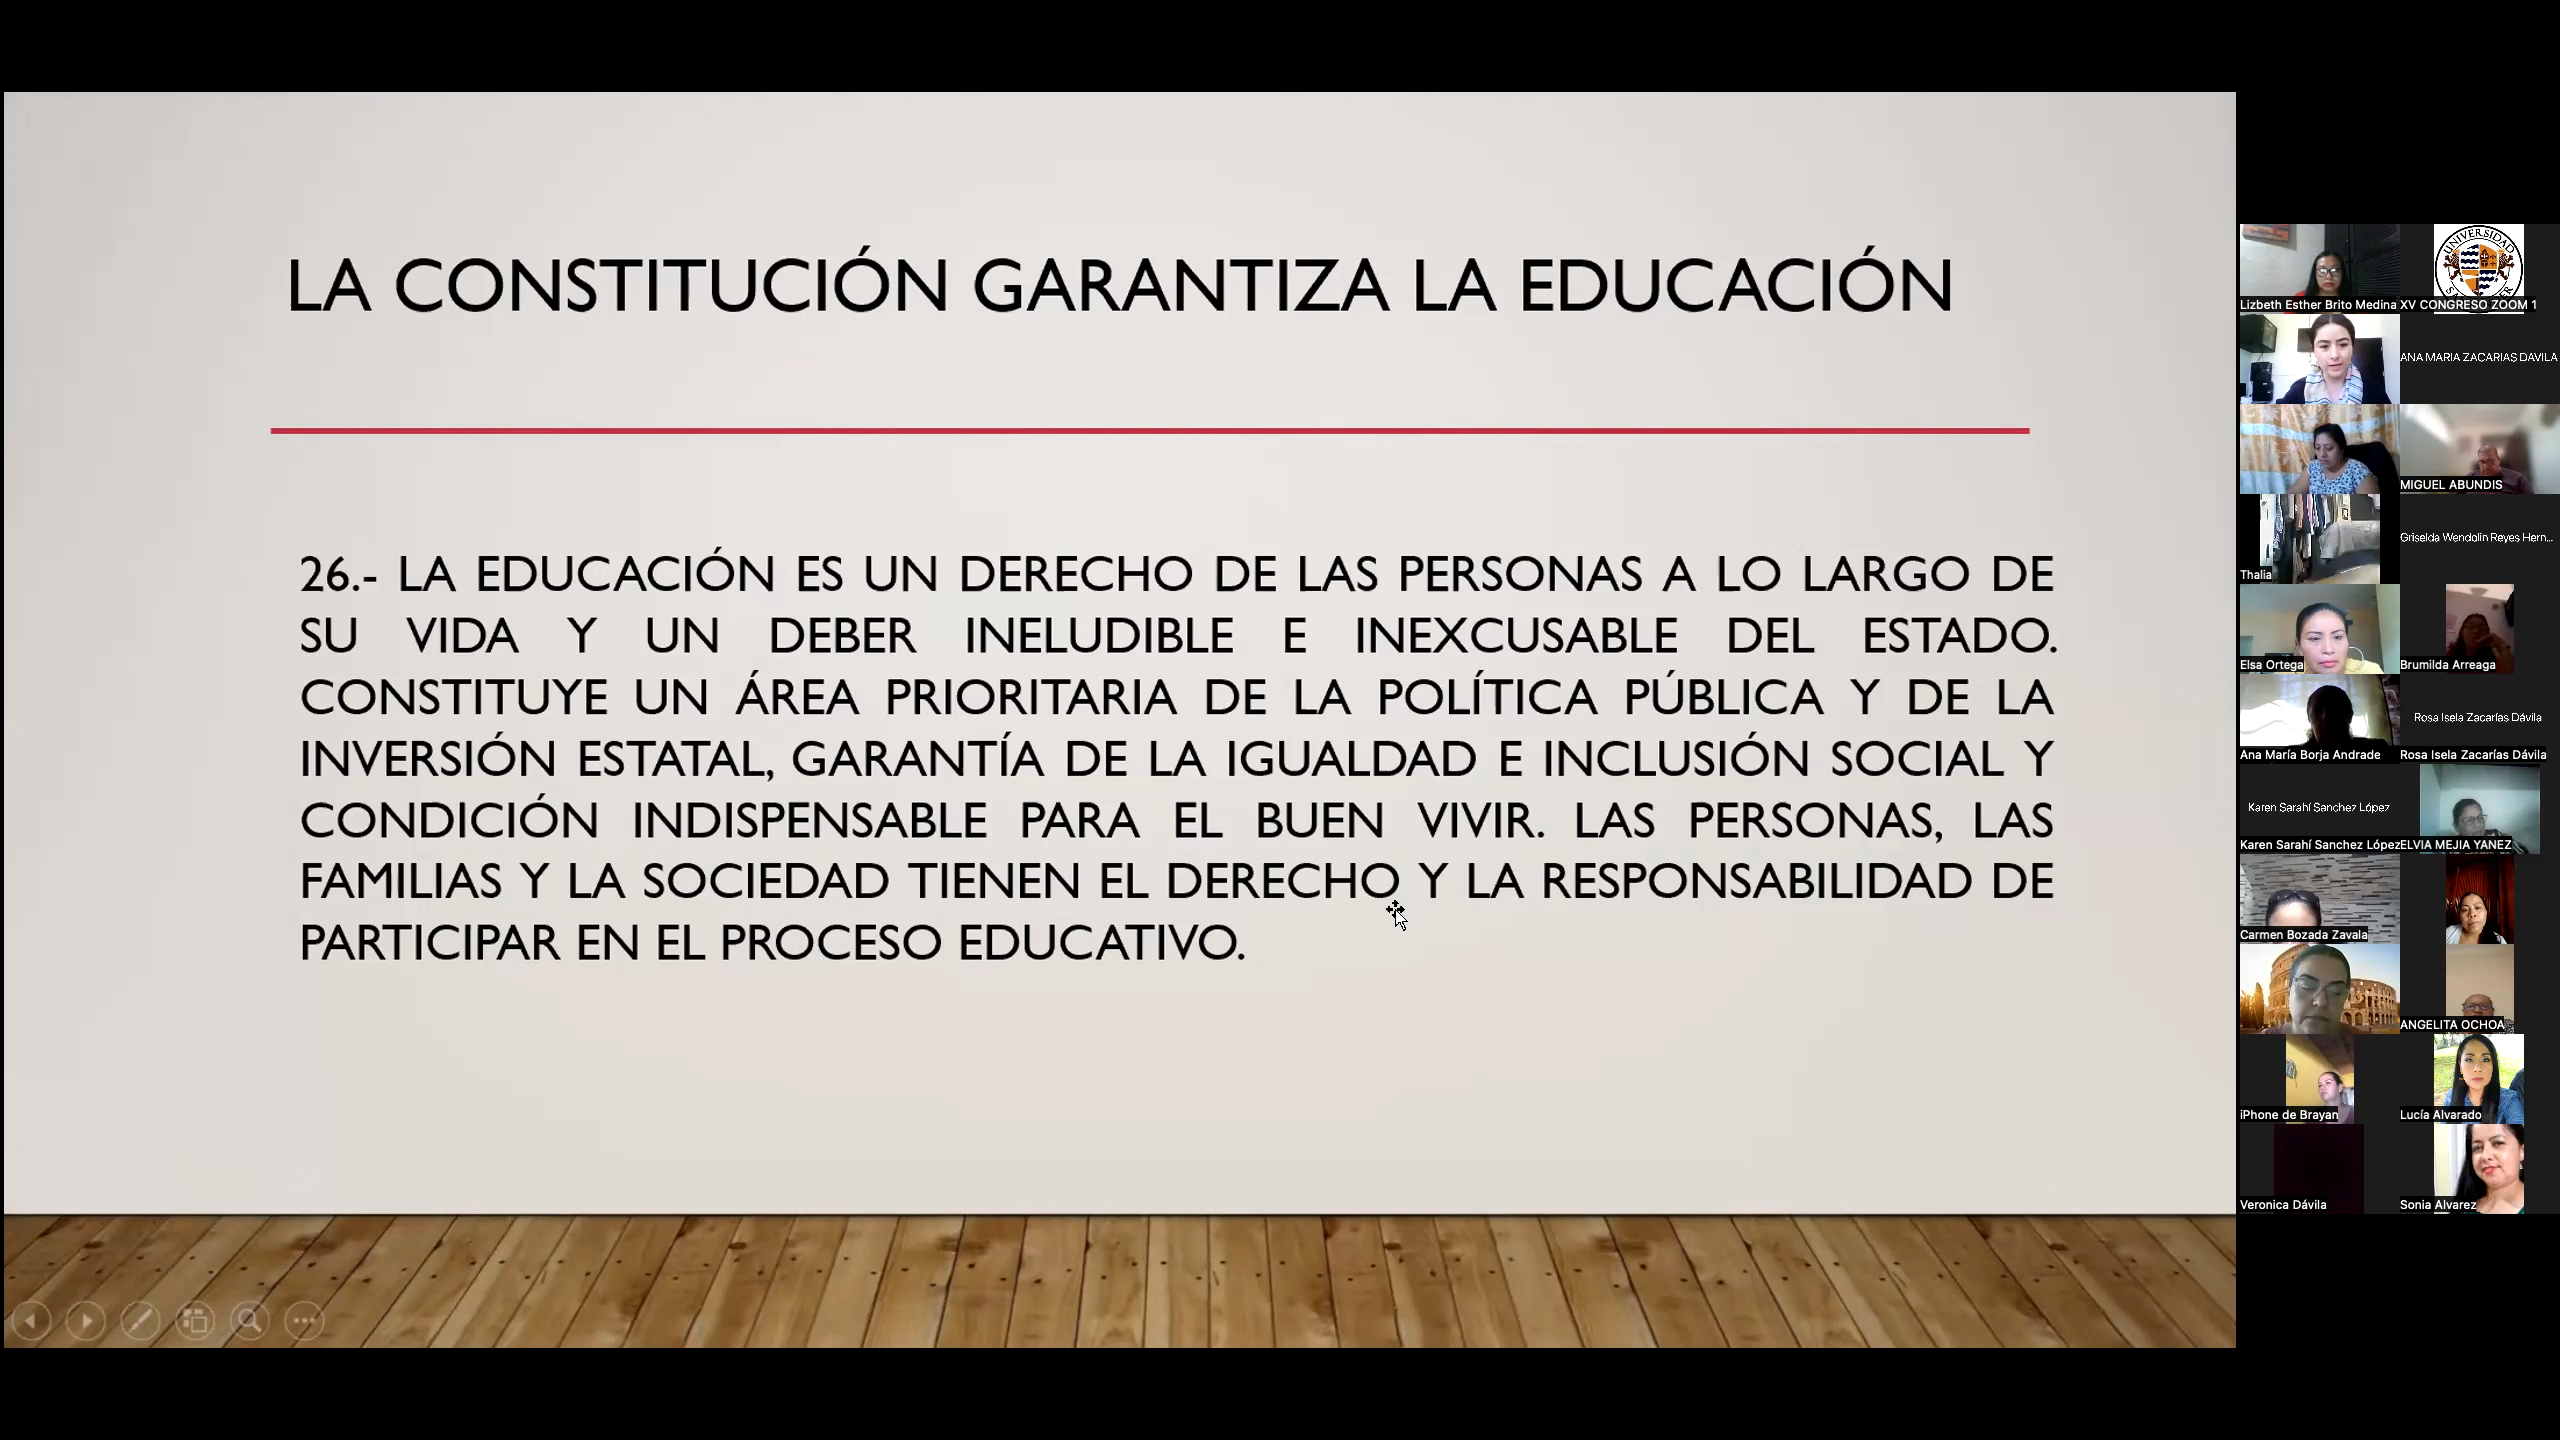 LA CONSTITUCIÓN GARANTIZA LA EDUCACIÓN
26.- LA EDUCACIÓN ES UN DERECHO DE LAS PERSONAS A LO LARGO DE
SU VIDA Y UN DEBER INELUDIBLE E INEXCUSABLE DEL ESTADO.
CONSTITUYE UN ÁREA PRIORITARIA DE LA POLÍTICA PÚBLICA Y DE LA
INVERSIÓN ESTATAL, GARANTÍA DE LA IGUALDAD E INCLUSIÓN SOCIAL Y
CONDICIÓN INDISPENSABLE PARA EL BUEN VIVIR. LAS PERSONAS, LAS
FAMILIAS Y LA SOCIEDAD TIENEN EL DERECHO Y LA RESPONSABILIDAD DE
PARTICIPAR EN EL PROCESO EDUCATIVO.
UNIVERSIDAD
Lizbeth Esther Brito Medina
XV CONGRESO ZOOM 1
ANA MARIA ZACARIAS DAVILA
MIGUEL ABUNDIS
Thalia
Griselda Wendolin Reyes Hern...
Elsa Ortega
Brumilda Arreaga
Ana María Borja Andrade
Rosa Isela Zacarías Dávila
Rosa Isela Zacarías Dávila
Karen Sarahí Sanchez López
Karen Sarahí Sanchez López
ELVIA MEJIA YANEZ
Carmen Bozada Zavala
ANGELITA OCHOA
iPhone de Brayan
Lucía Alvarado
Veronica Dávila
Sonia Alvarez